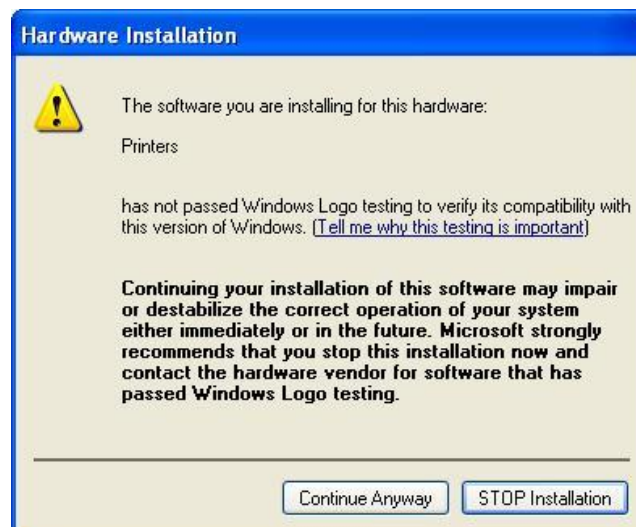 Hardware Installation
The software you are installing for this hardware:
Printers
has not passed Windows Logo testing to verify its compatibility with
this version of Windows. (Tell me why this testing is important)
Continuing your installation of this software may impair
or destabilize the correct operation of your system
either immediately or in the future. Microsoft strongly
recommends that you stop this installation now and
contact the hardware vendor for software that has
passed Windows Logo testing.
Continue Anyway STOP Installation